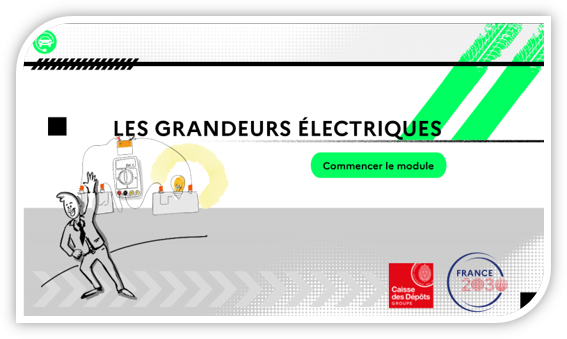 LES GRANDEURS ÉLECTRIQUES
Commencer le module
Caisse
des Dépôts
GROUPE
FRANCE
2030